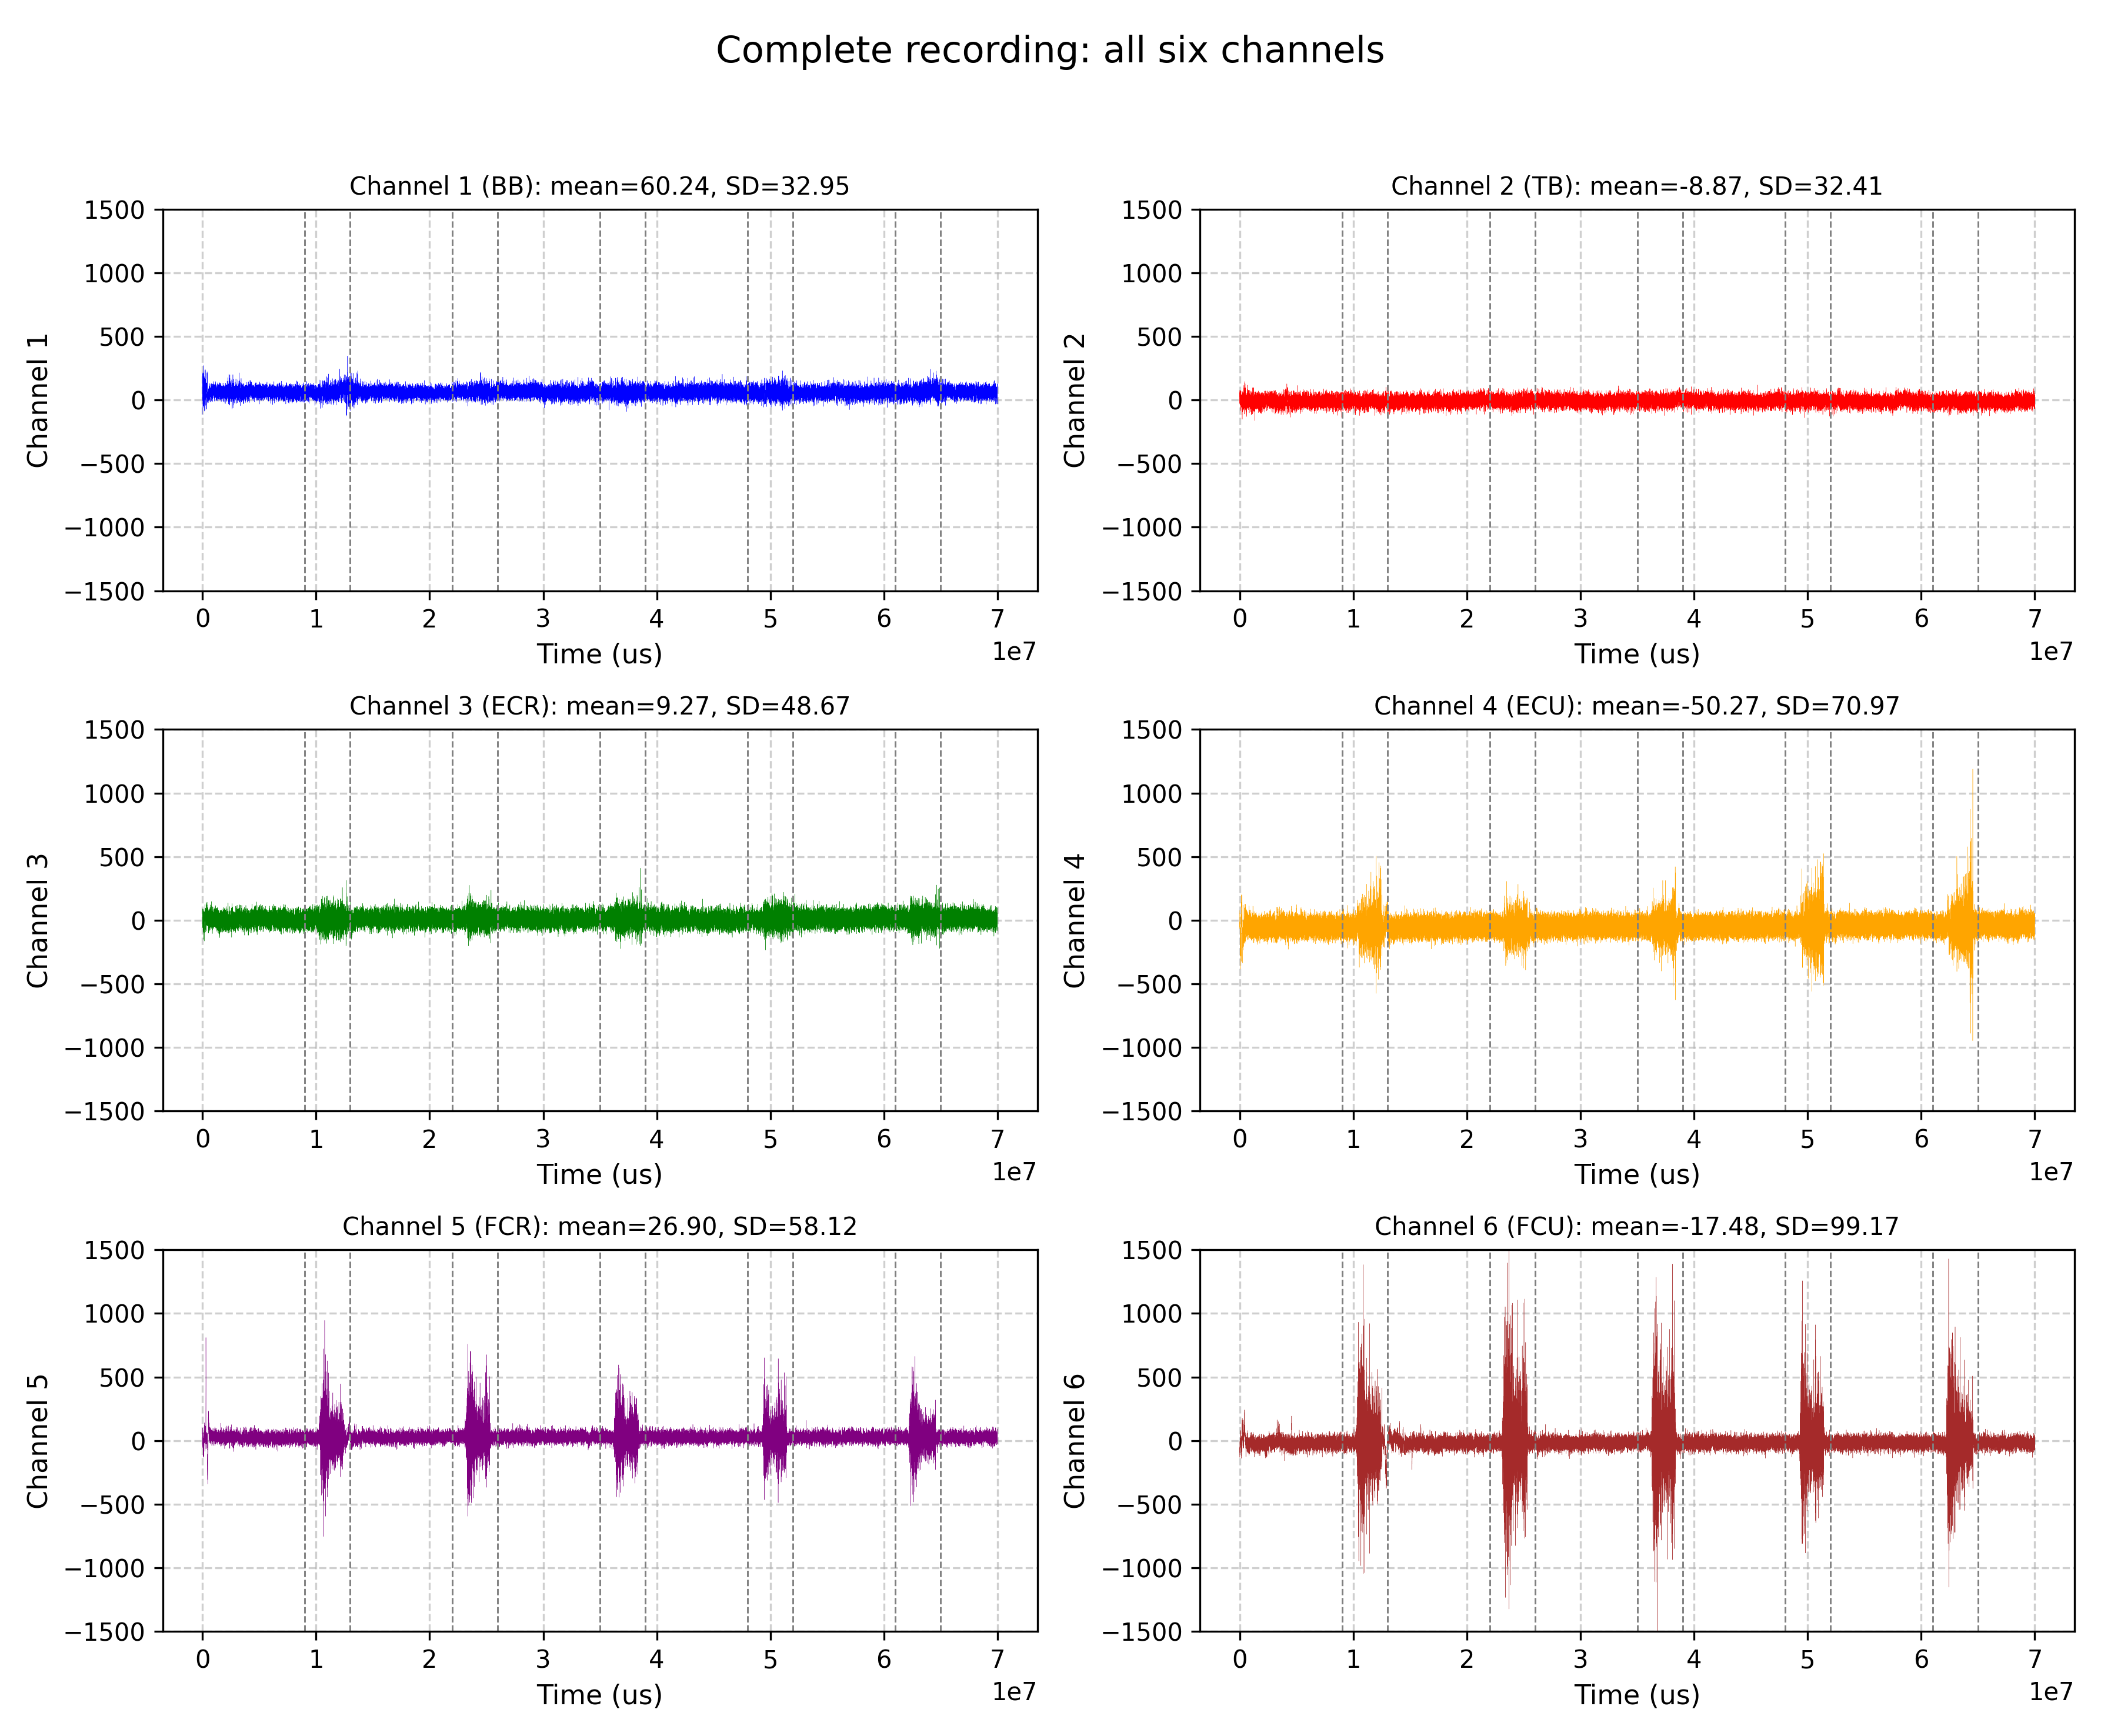 Complete recording: all six channels
Channel 1 (BB): mean=60.24, SD=32.95
1500
1000
500
0
−500
−1000
−1500
Channel 1
0 1 2 3 4 5 6 7
Time (us)
1e7
Channel 2 (TB): mean=-8.87, SD=32.41
1500
1000
500
0
−500
−1000
−1500
Channel 2
0 1 2 3 4 5 6 7
Time (us)
1e7
Channel 3 (ECR): mean=9.27, SD=48.67
1500
1000
500
0
−500
−1000
−1500
Channel 3
0 1 2 3 4 5 6 7
Time (us)
1e7
Channel 4 (ECU): mean=-50.27, SD=70.97
1500
1000
500
0
−500
−1000
−1500
Channel 4
0 1 2 3 4 5 6 7
Time (us)
1e7
Channel 5 (FCR): mean=26.90, SD=58.12
1500
1000
500
0
−500
−1000
−1500
Channel 5
0 1 2 3 4 5 6 7
Time (us)
1e7
Channel 6 (FCU): mean=-17.48, SD=99.17
1500
1000
500
0
−500
−1000
−1500
Channel 6
0 1 2 3 4 5 6 7
Time (us)
1e7